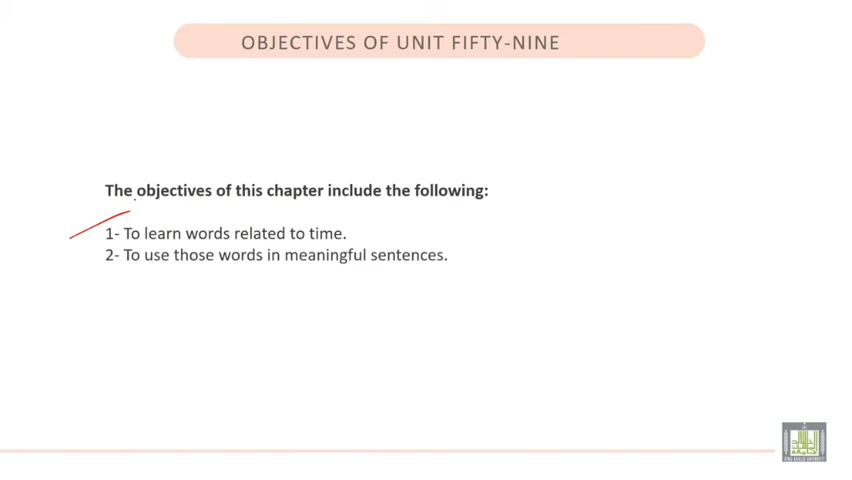 OBJECTIVES OF UNIT FIFTY-NINE
The objectives of this chapter include the following:
1- To learn words related to time.
2- To use those words in meaningful sentences.